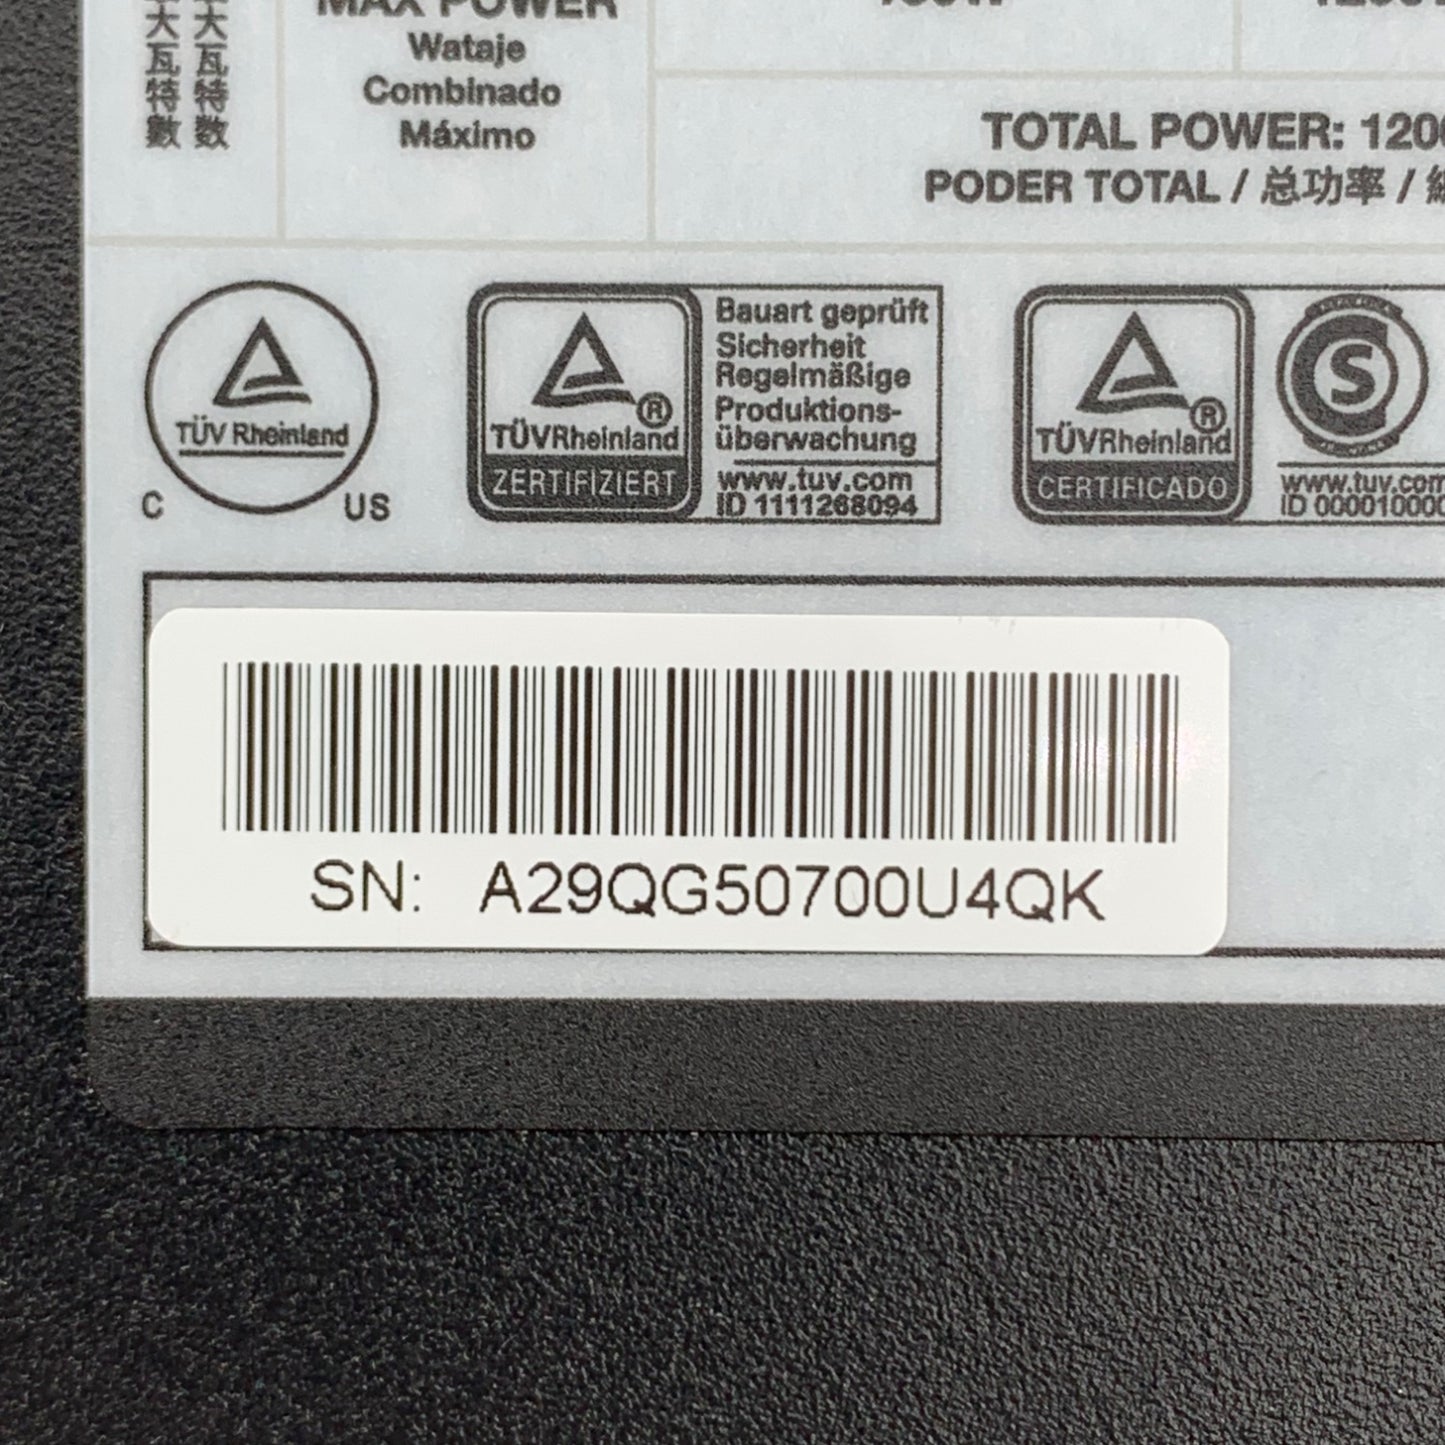 MAX POWER
Wataje
Combinado
Máximo
大瓦特數
大瓦特数
TOTAL POWER: 120
PODER TOTAL / 总功率 /
TÜV Rheinland
C US
TÜVRheinland ®
ZERTIFIZIERT
Bauart geprüft
Sicherheit
Regelmäßige
Produktions-
überwachung
www.tuv.com
ID 1111268094
TÜVRheinland ®
CERTIFICADO
S
www.tuv.com
ID 000010000
SN: A29QG50700U4QK